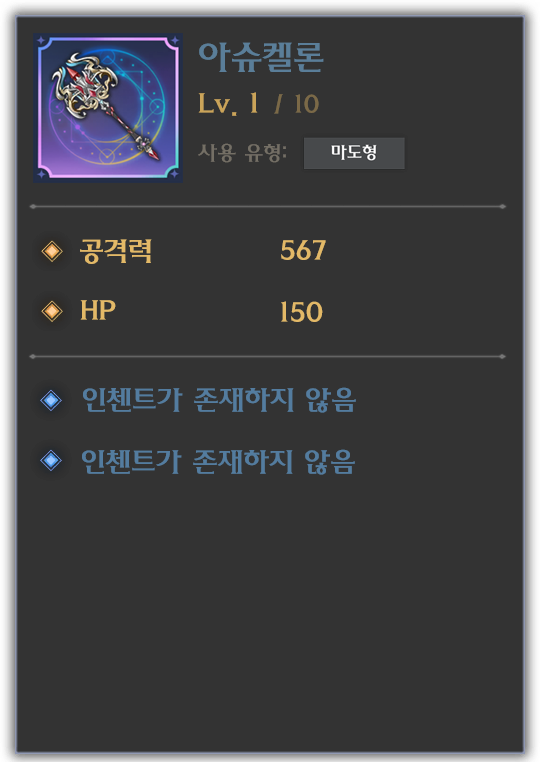 아슈켈론
Lv. 1 / 10
사용 유형: 마도형
공격력 567
HP 150
인첸트가 존재하지 않음
인첸트가 존재하지 않음